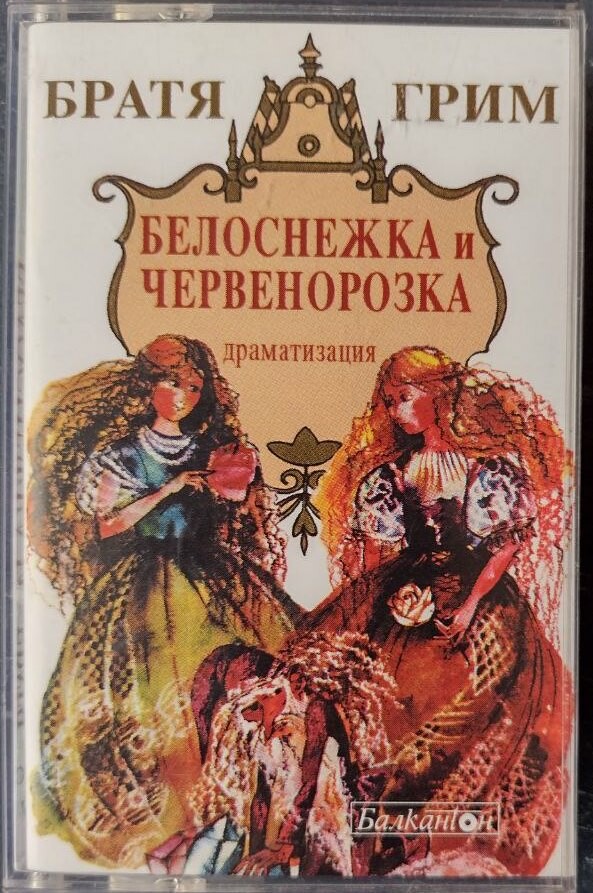 БРАТЯ ГРИМ
БЕЛОСНЕЖКА и
ЧЕРВЕНОРОЗКА
драматизация
Балкантон